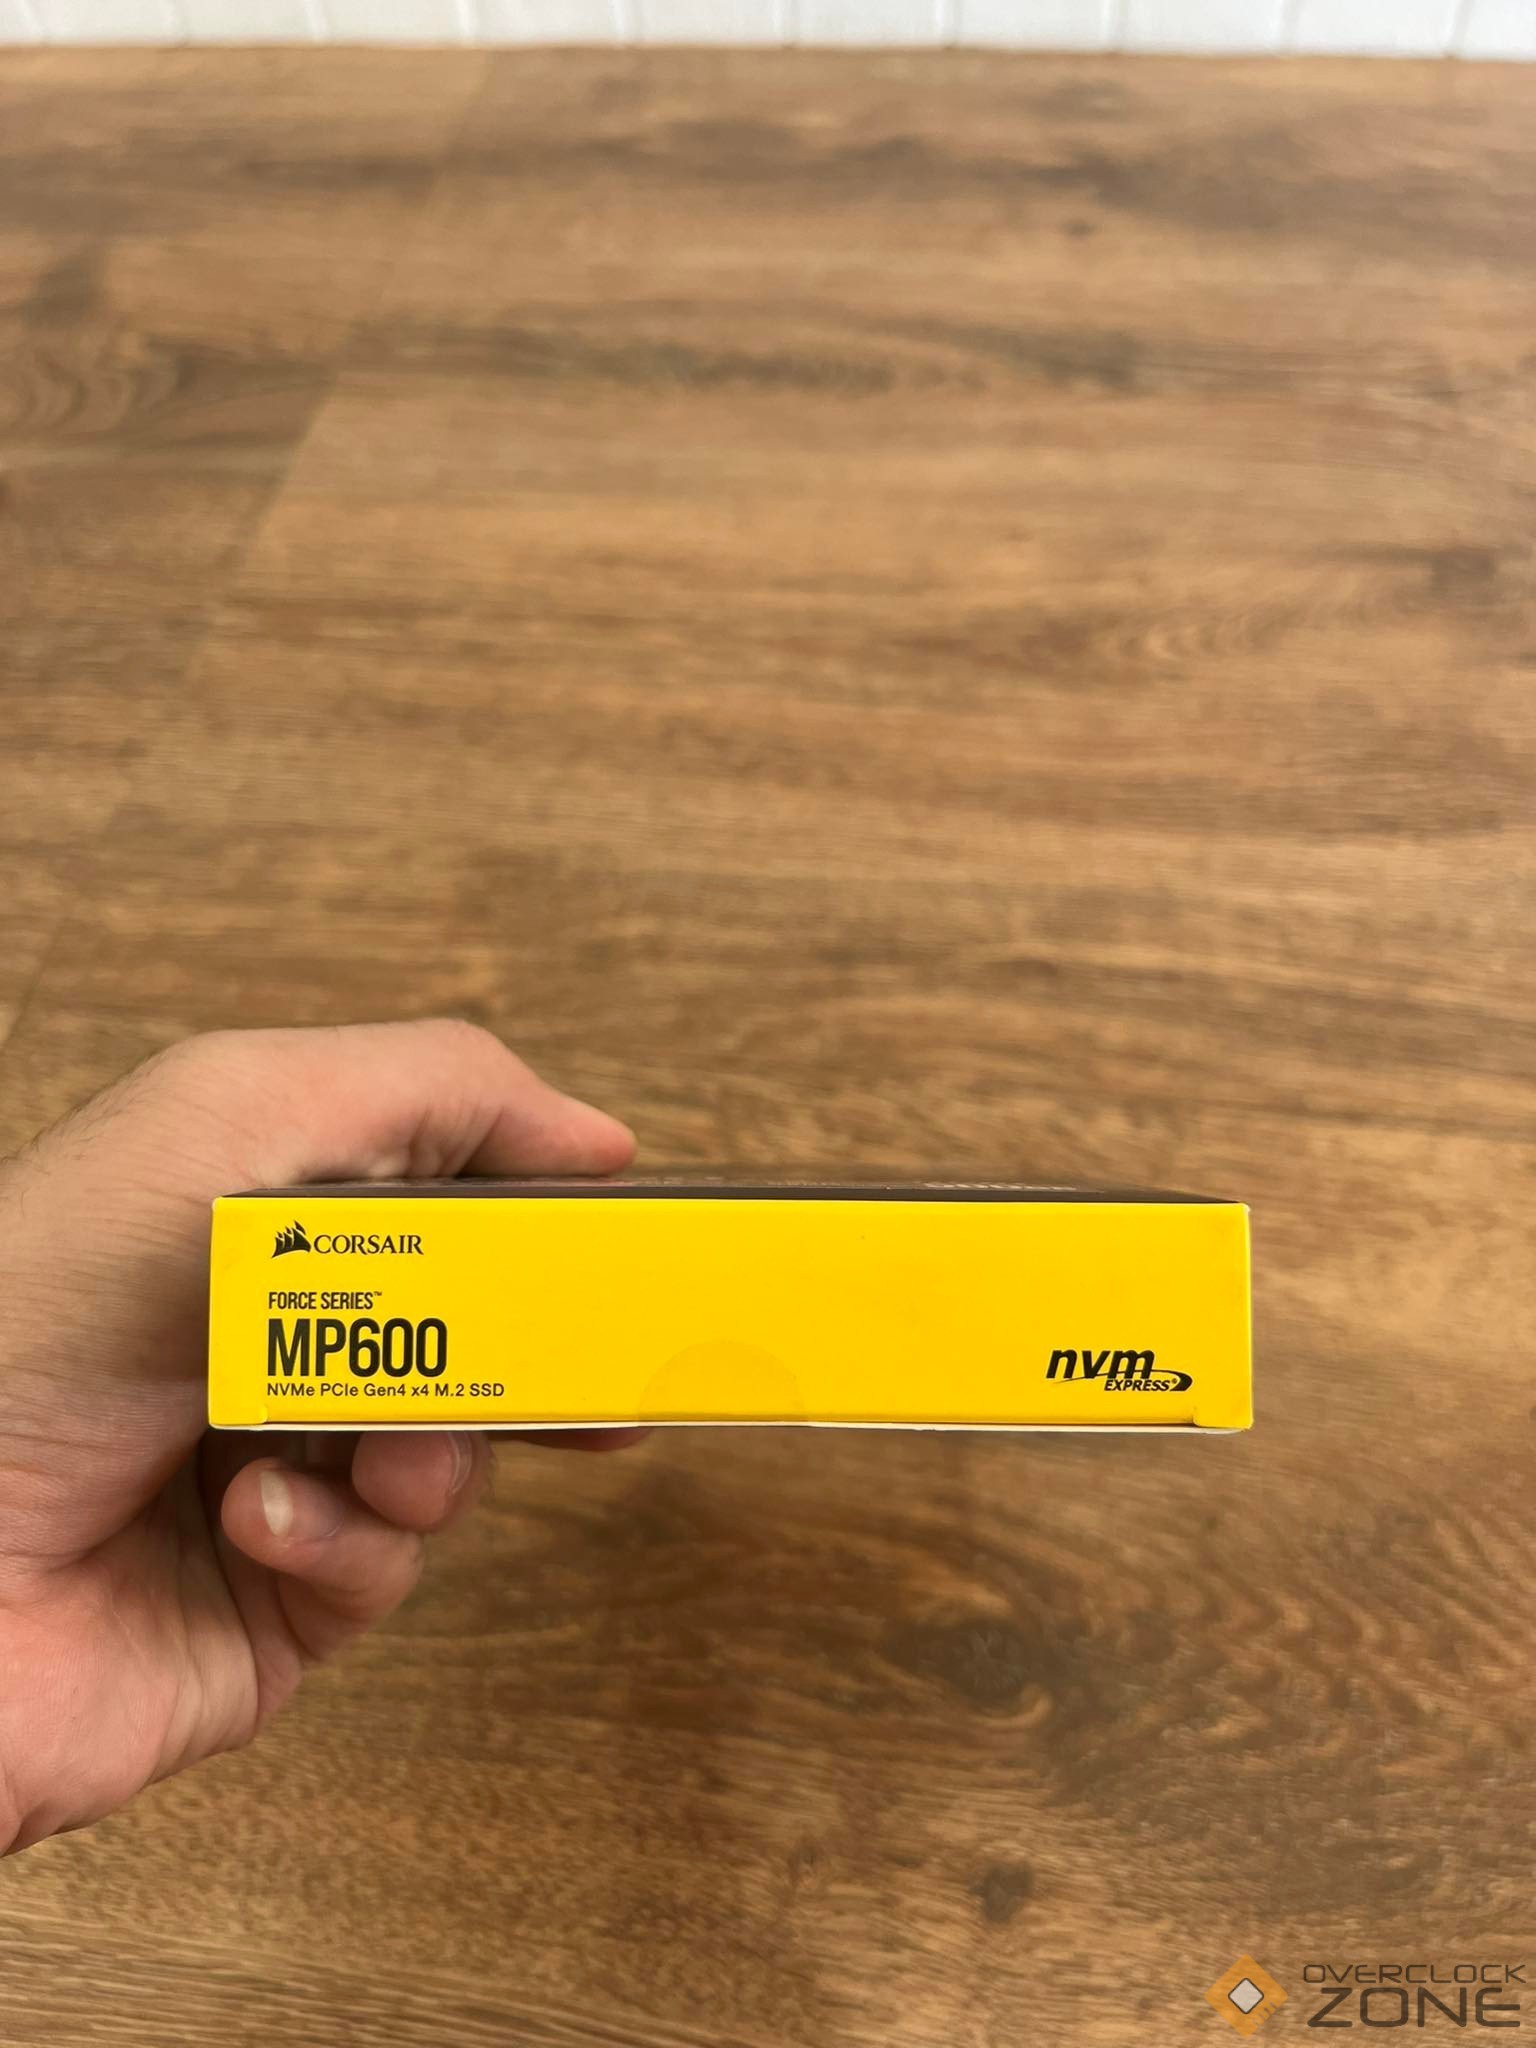 CORSAIR
FORCE SERIES™
MP600
NVMe PCIe Gen4 x4 M.2 SSD
nvm
EXPRESS®
OVERCLOCK
ZONE